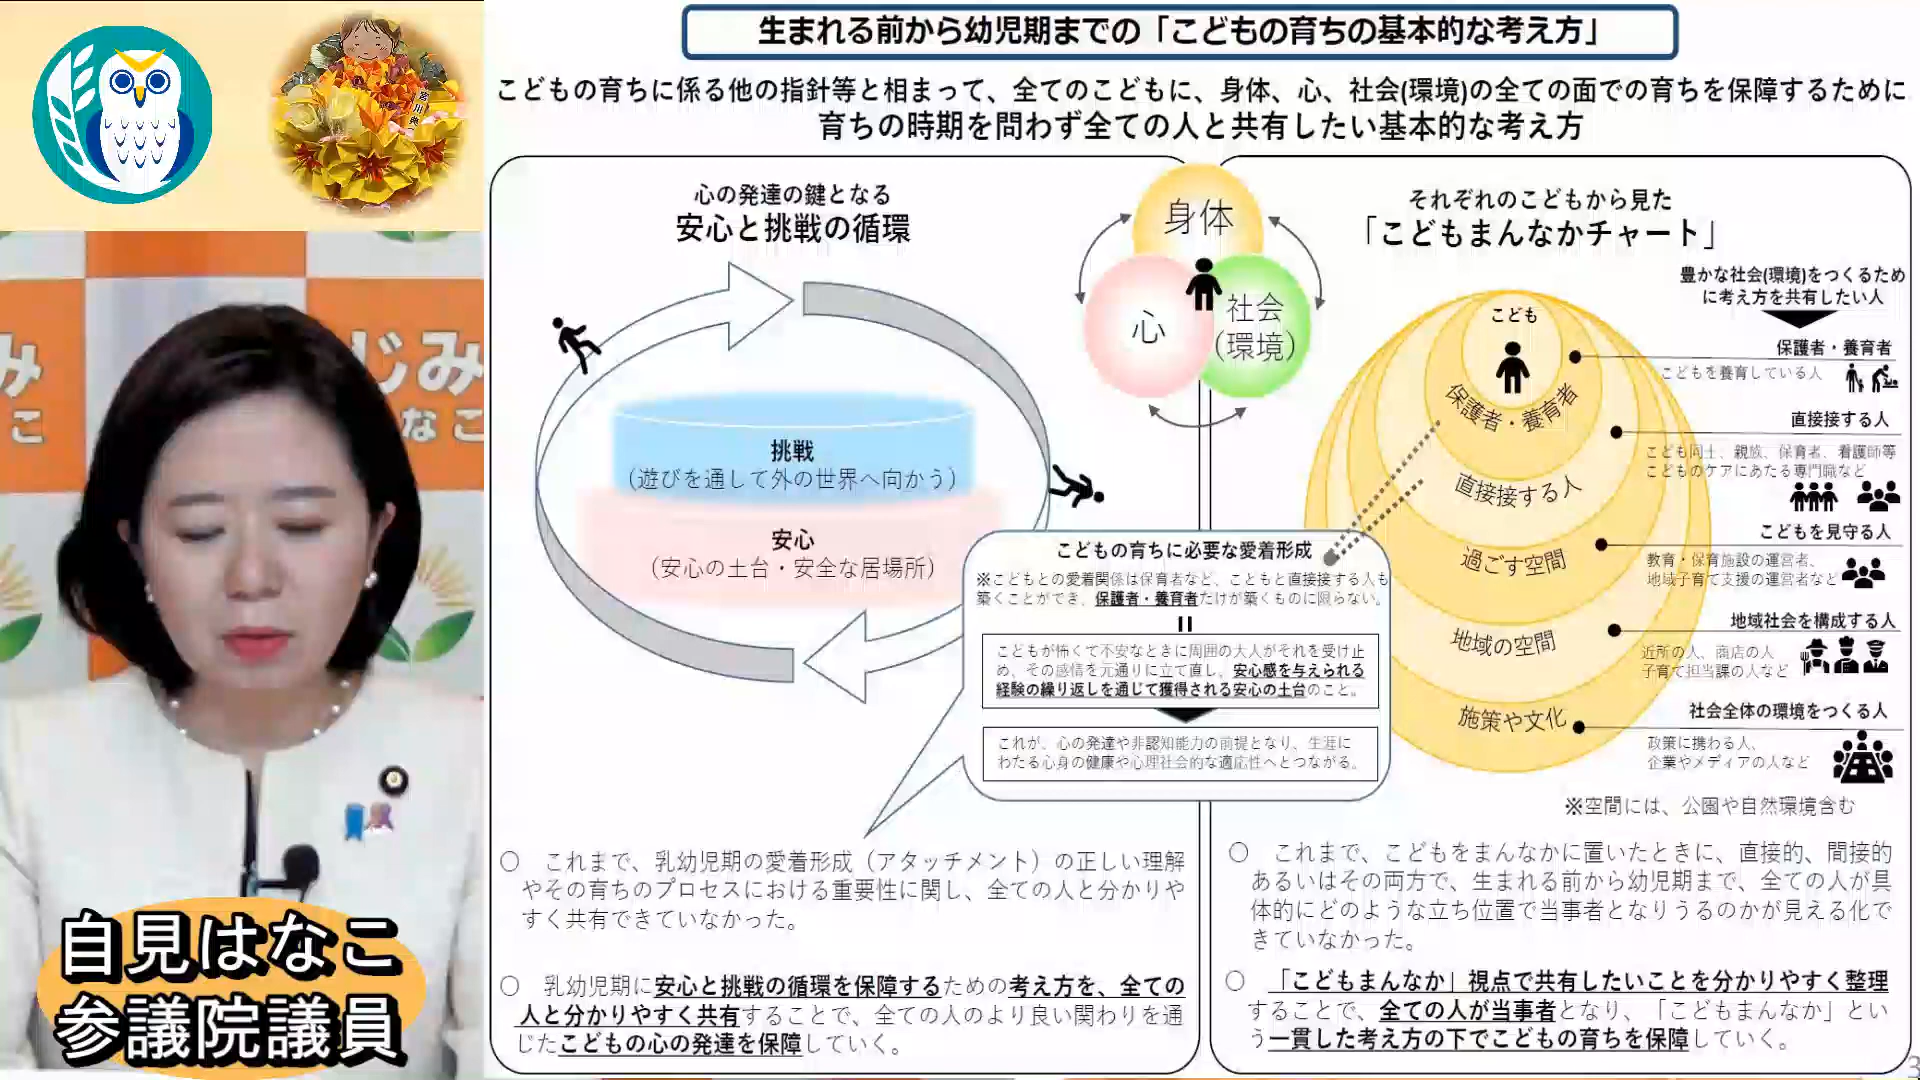 生まれる前から幼児期までの「こどもの育ちの基本的な考え方」
こどもの育ちに係る他の指針等と相まって、全てのこどもに、身体、心、社会(環境)の全ての面での育ちを保障するために
育ちの時期を問わず全ての人と共有したい基本的な考え方
心の発達の鍵となる
安心と挑戦の循環
挑戦
（遊びを通して外の世界へ向かう）
安心
（安心の土台・安全な居場所）
身体
心
社会
（環境）
こどもの育ちに必要な愛着形成
※こどもとの愛着関係は保育者など、こどもと直接接する人も
築くことができ、保護者・養育者だけが築くものに限らない。
こどもが怖くて不安なときに周囲の大人がそれを受け止
め、その感情を元通りに立て直し、安心感を与えられる
経験の繰り返しを通じて獲得される安心の土台のこと。
これが、心の発達や非認知能力の前提となり、生涯に
わたる心身の健康や心理社会的な適応性へとつながる。
○　これまで、乳幼児期の愛着形成（アタッチメント）の正しい理解
やその育ちのプロセスにおける重要性に関し、全ての人と分かりや
すく共有できていなかった。
○　乳幼児期に安心と挑戦の循環を保障するための考え方を、全ての
人と分かりやすく共有することで、全ての人のより良い関わりを通
じたこどもの心の発達を保障していく。
それぞれのこどもから見た
「こどもまんなかチャート」
豊かな社会(環境)をつくるため
に考え方を共有したい人
こども
保護者・養育者
直接接する人
過ごす空間
地域の空間
施策や文化
保護者・養育者
こどもを養育している人
直接接する人
こども同士、親族、保育者、看護師等
こどものケアにあたる専門職など
こどもを見守る人
教育・保育施設の運営者、
地域子育て支援の運営者など
地域社会を構成する人
近所の人、商店の人
子育て担当課の人など
社会全体の環境をつくる人
政策に携わる人、
企業やメディアの人など
※空間には、公園や自然環境含む
○　これまで、こどもをまんなかに置いたときに、直接的、間接的
あるいはその両方で、生まれる前から幼児期まで、全ての人が具
体的にどのような立ち位置で当事者となりうるのかが見える化で
きていなかった。
○　「こどもまんなか」視点で共有したいことを分かりやすく整理
することで、全ての人が当事者となり、「こどもまんなか」とい
う一貫した考え方の下でこどもの育ちを保障していく。
3
み
こ
じみ
なこ
自見はなこ
参議院議員